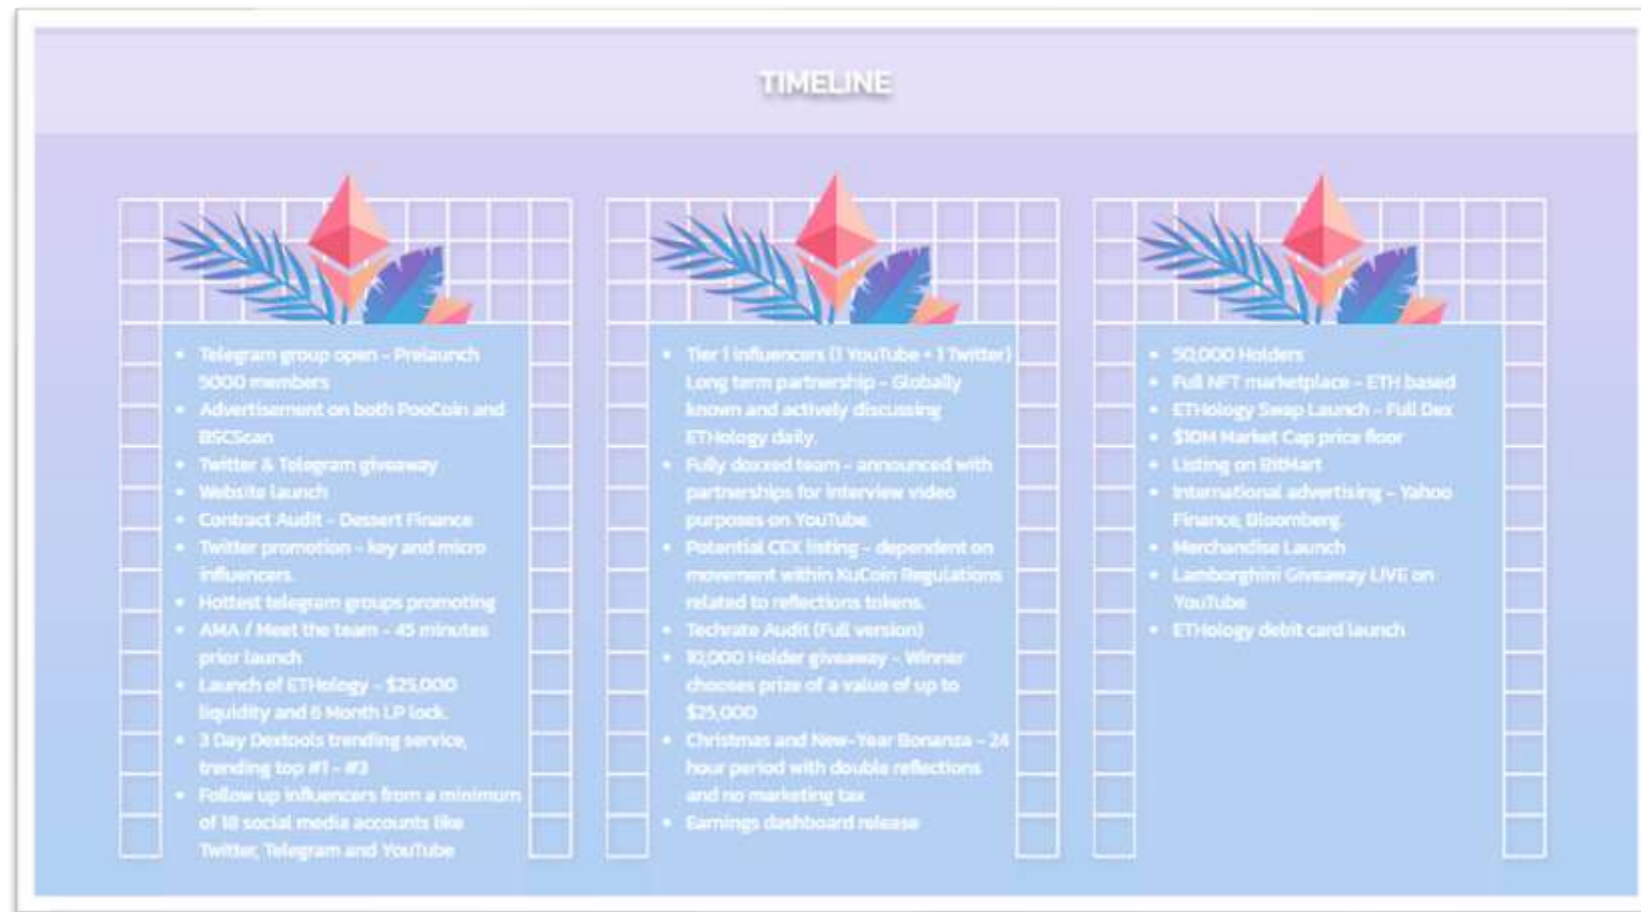 TIMELINE
• Telegram group open - Prelaunch
5000 members
• Advertisement on both PooCoin and
BSCScan
• Twitter & Telegram giveaway
• Website launch
• Contract Audit - Dessert Finance
• Twitter promotion - key and micro
influencers.
• Hottest telegram groups promoting
• AMA / Meet the team - 45 minutes
prior launch
• Launch of ETHology - $25,000
liquidity and 6 Month LP lock.
• 3 Day Dextools trending service,
trending top #1 - #3
• Follow up influencers from a minimum
of 18 social media accounts like
Twitter, Telegram and YouTube
• Tier 1 influencers (1 YouTube + 1 Twitter)
Long term partnership - Globally
known and actively discussing
ETHology daily.
• Fully doxxed team - announced with
partnerships for interview video
purposes on YouTube.
• Potential CEX listing - dependent on
movement within KuCoin Regulations
related to reflections tokens.
• Techrate Audit (Full version)
• 10,000 Holder giveaway - Winner
chooses prize of a value of up to
$25,000
• Christmas and New-Year Bonanza - 24
hour period with double reflections
and no marketing tax
• Earnings dashboard release
• 50,000 Holders
• Full NFT marketplace - ETH based
• ETHology Swap Launch - Full Dex
• $10M Market Cap price floor
• Listing on BitMart
• International advertising - Yahoo
Finance, Bloomberg.
• Merchandise Launch
• Lamborghini Giveaway LIVE on
YouTube
• ETHology debit card launch